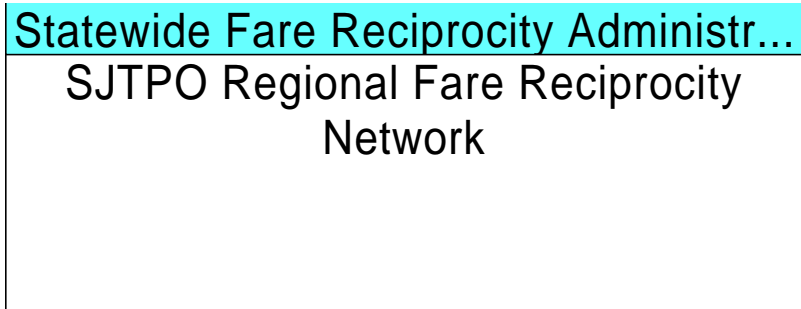 Statewide Fare Reciprocity Administr...
SJTPO Regional Fare Reciprocity
Network